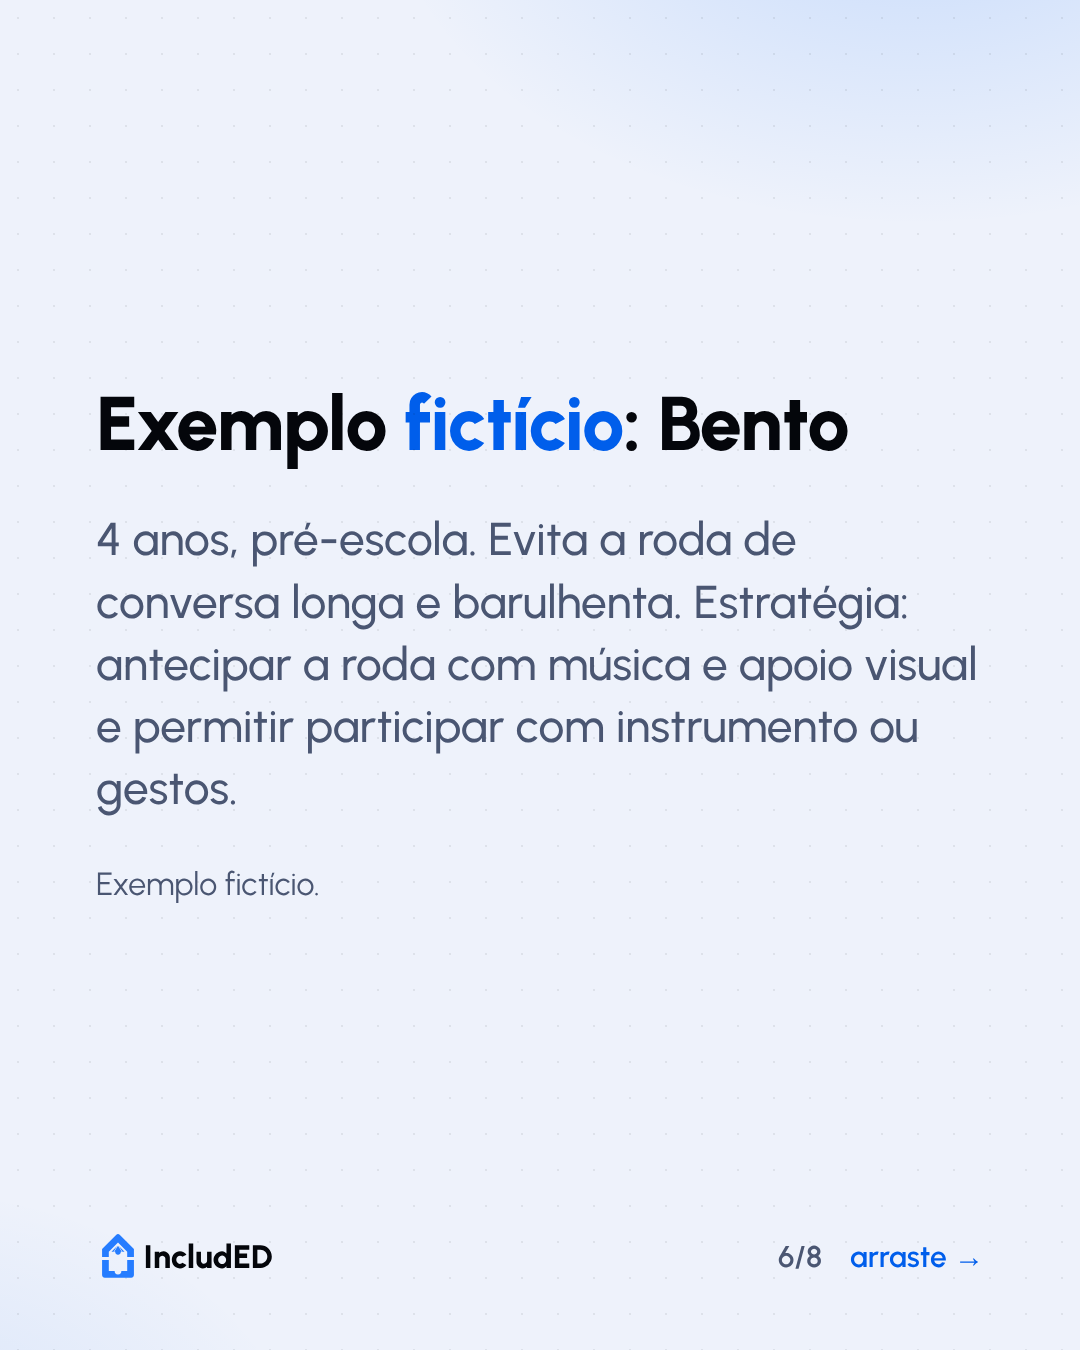 Exemplo fictício: Bento
4 anos, pré-escola. Evita a roda de
conversa longa e barulhenta. Estratégia:
antecipar a roda com música e apoio visual
e permitir participar com instrumento ou
gestos.
Exemplo fictício.
IncludED
6/8 arraste →